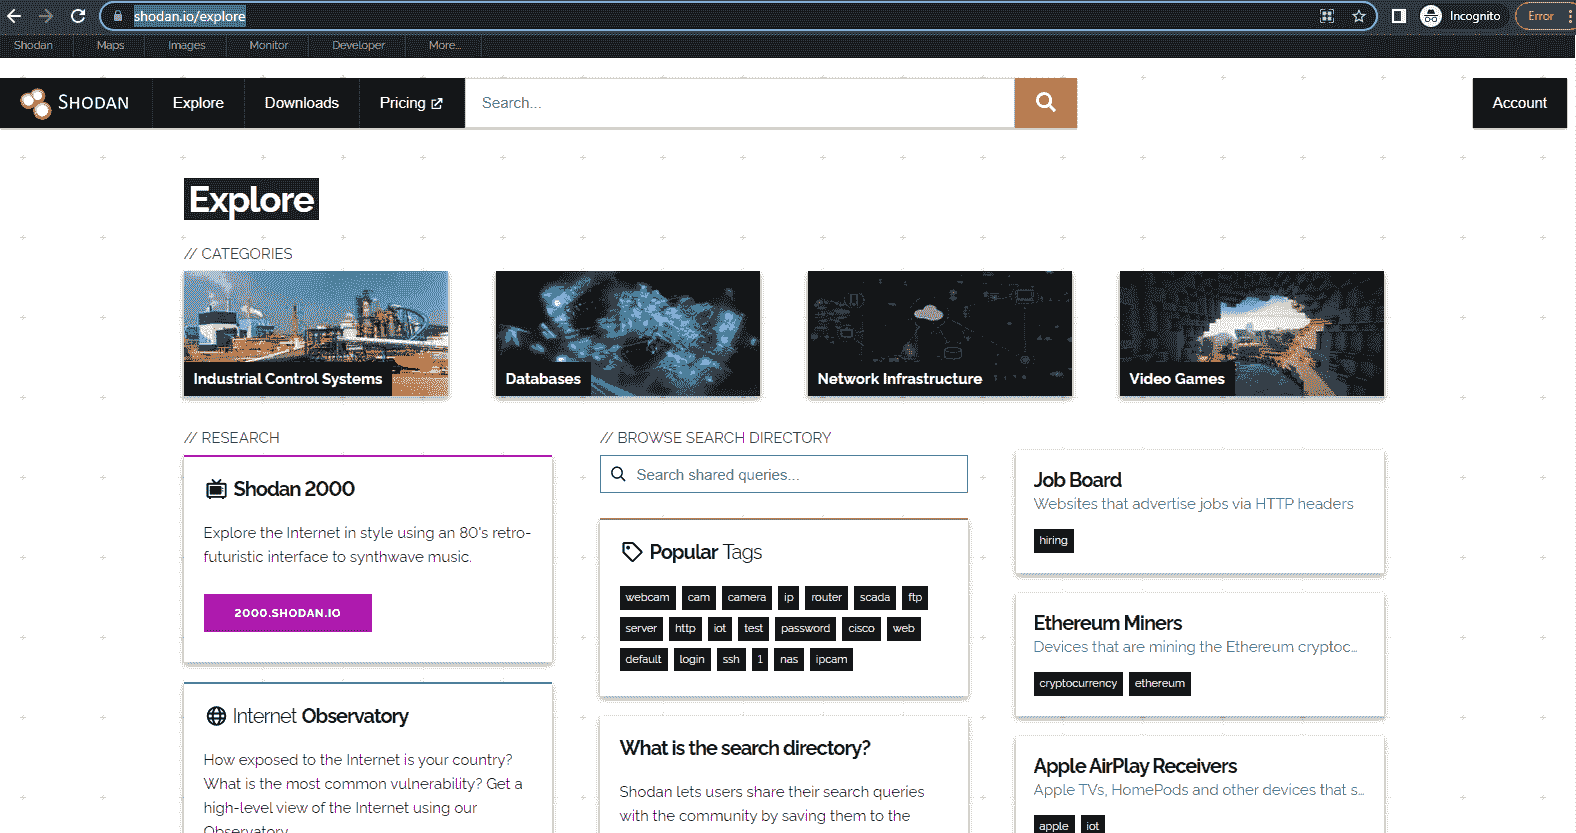 shodan.io/explore
Incognito
Error
Shodan
Maps
Images
Monitor
Developer
More...
SHODAN
Explore
Downloads
Pricing
Search...
Account
Explore
// CATEGORIES
Industrial Control Systems
Databases
Network Infrastructure
Video Games
// RESEARCH
Shodan 2000
Explore the Internet in style using an 80's retro-
futuristic interface to synthwave music.
2000.SHODAN.IO
Internet Observatory
How exposed to the Internet is your country?
What is the most common vulnerability? Get a
high-level view of the Internet using our
Observatory
// BROWSE SEARCH DIRECTORY
Search shared queries...
Popular Tags
webcam cam camera ip router scada ftp
server http iot test password cisco web
default login ssh 1 nas ipcam
What is the search directory?
Shodan lets users share their search queries
with the community by saving them to the
Job Board
Websites that advertise jobs via HTTP headers
hiring
Ethereum Miners
Devices that are mining the Ethereum cryptoc...
cryptocurrency ethereum
Apple AirPlay Receivers
Apple TVs, HomePods and other devices that s...
apple iot